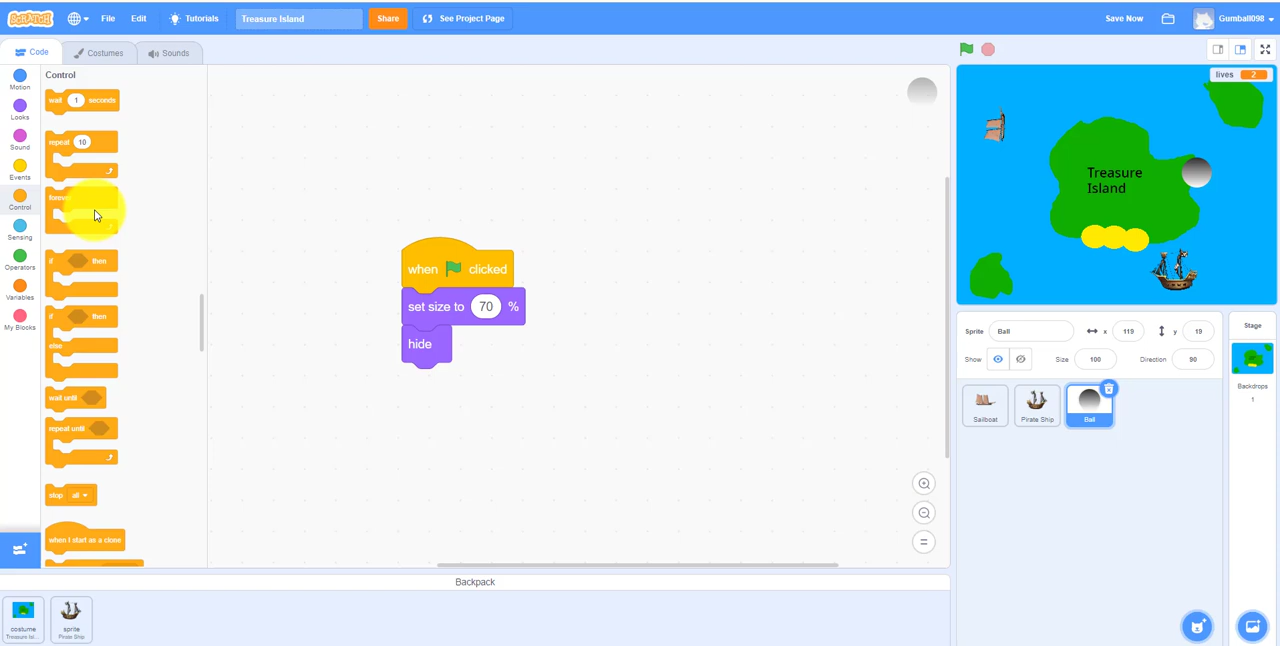 SCRATCH File Edit Tutorials Treasure Island Share See Project Page Save Now Gumball098
Code Costumes Sounds
Motion
Looks
Sound
Events
Control
Sensing
Operators
Variables
My Blocks
Control
wait 1 seconds
repeat 10
forever
if then
if then
else
wait until
repeat until
stop all
when I start as a clone
when clicked
set size to 70 %
hide
lives 2
Treasure
Island
Sprite Ball x 119 y 19
Show Size 100 Direction 90
Sailboat Pirate Ship Ball
Stage
Backdrops
1
Backpack
costume
Treasure Isl...
sprite
Pirate Ship